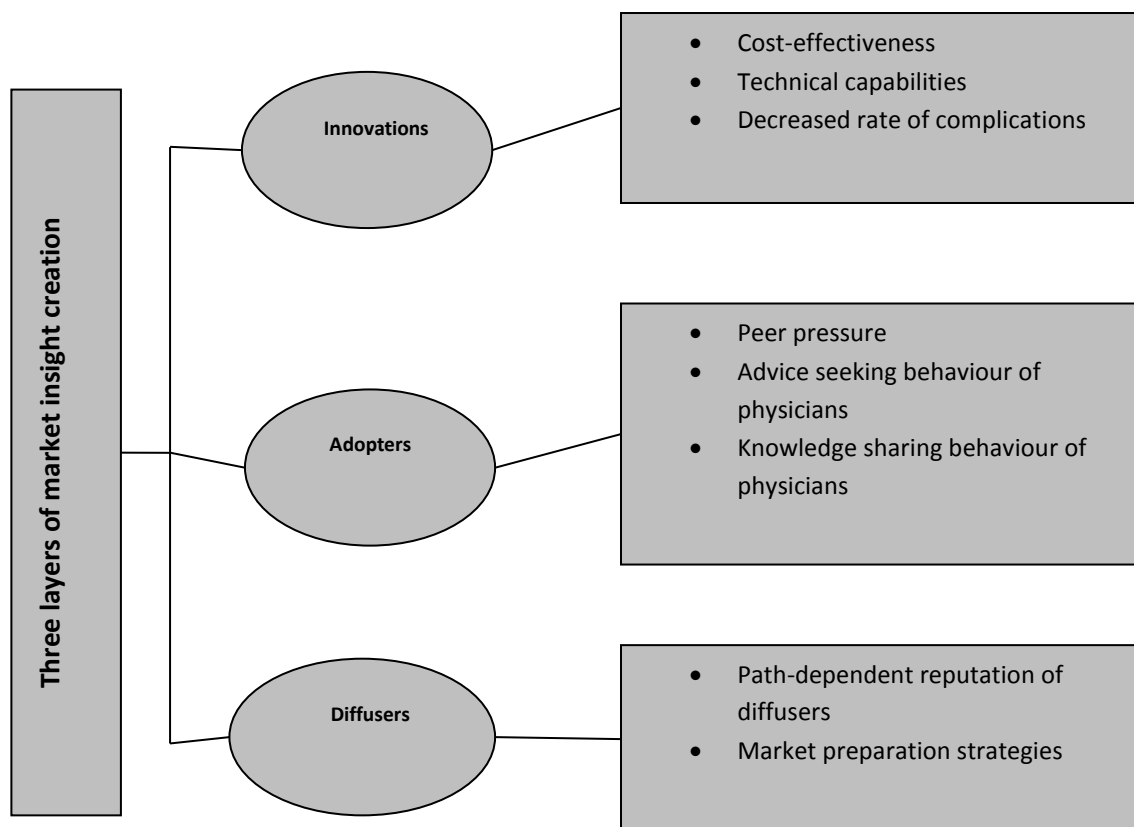 Three layers of market insight creation
Innovations
• Cost-effectiveness
• Technical capabilities
• Decreased rate of complications
Adopters
• Peer pressure
• Advice seeking behaviour of
physicians
• Knowledge sharing behaviour of
physicians
Diffusers
• Path-dependent reputation of
diffusers
• Market preparation strategies